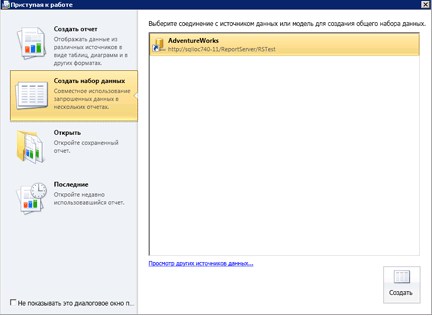 Приступая к работе
Создать отчет
Отображать данные из
различных источников в
виде таблиц, диаграмм и в
других форматах.
Создать набор данных
Совместное использование
запрошенных данных в
нескольких отчетах.
Открыть
Откройте сохраненный
отчет.
Последние
Откройте недавно
использовавшийся отчет.
Не показывать это диалоговое окно п...
Выберите соединение с источником данных или модель для создания общего набора данных.
AdventureWorks
http://sqlioc740-11/ReportServer/RSTest
Просмотр других источников данных...
Создать